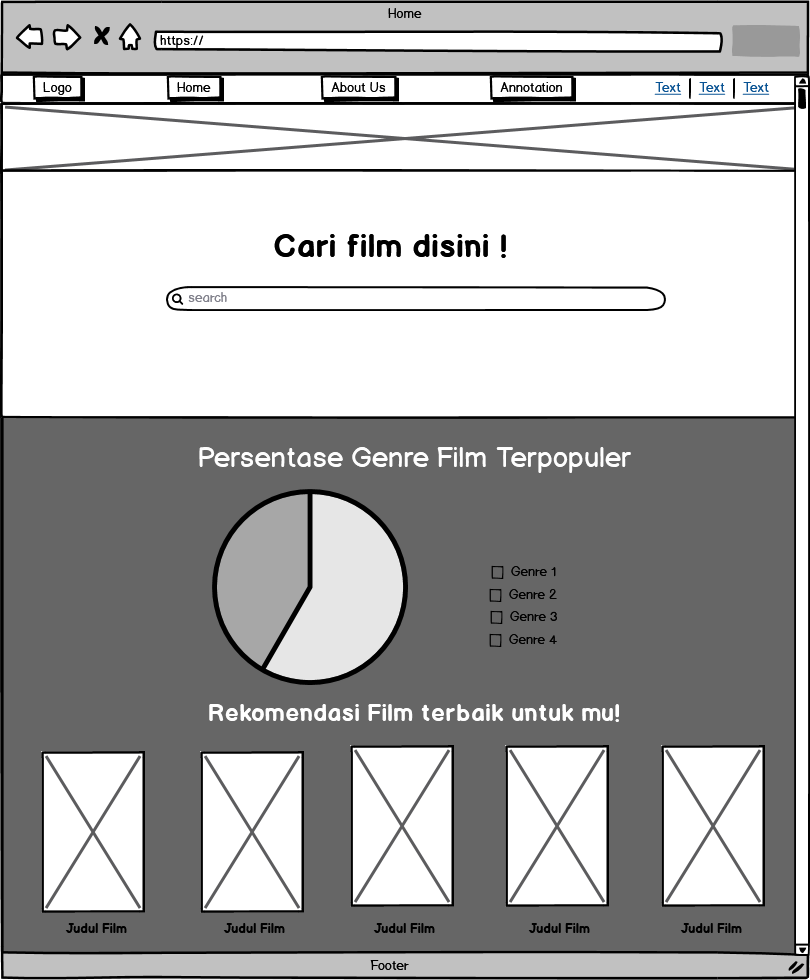 Home
https://
Logo
Home
About Us
Annotation
Text
Text
Text
Cari film disini !
search
Persentase Genre Film Terpopuler
Genre 1
Genre 2
Genre 3
Genre 4
Rekomendasi Film terbaik untuk mu!
Judul Film
Judul Film
Judul Film
Judul Film
Judul Film
Footer